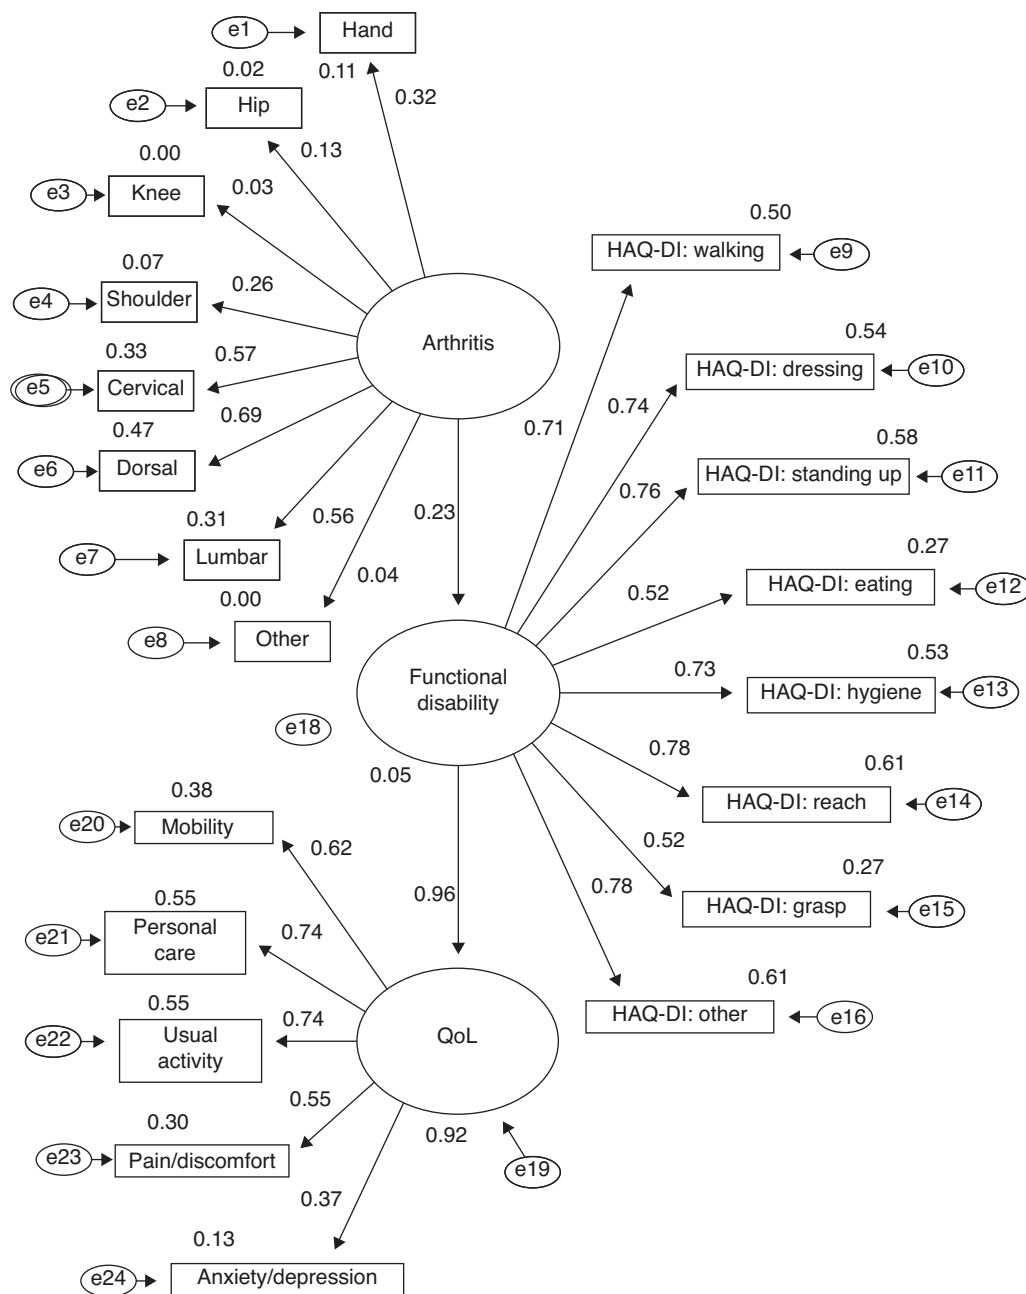 e1
Hand
0.02
0.11
e2
Hip
0.32
0.00
0.13
e3
Knee
0.03
0.50
HAQ-DI: walking
e9
0.07
0.26
e4
Shoulder
Arthritis
0.33
0.57
0.54
e5
Cervical
HAQ-DI: dressing
e10
0.69
0.74
0.47
0.71
0.58
e6
Dorsal
HAQ-DI: standing up
e11
0.76
0.31
0.56
0.23
e7
Lumbar
0.27
0.04
0.52
HAQ-DI: eating
e12
0.00
e8
Other
0.53
Functional
disability
0.73
HAQ-DI: hygiene
e13
e18
0.78
0.05
0.61
0.38
HAQ-DI: reach
e14
e20
Mobility
0.62
0.52
0.78
0.27
0.96
0.55
HAQ-DI: grasp
e15
e21
Personal
care
0.74
0.61
0.55
0.74
HAQ-DI: other
e16
e22
Usual
activity
QoL
0.55
0.30
0.92
e23
Pain/discomfort
e19
0.37
0.13
e24
Anxiety/depression